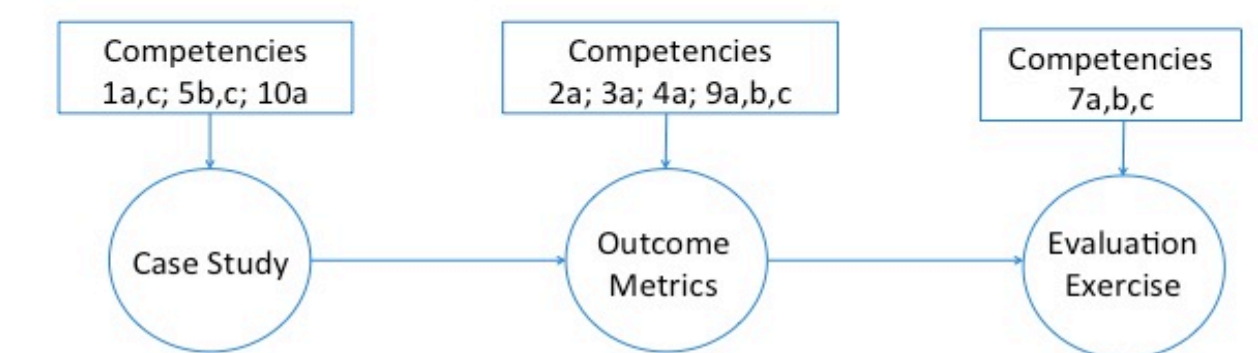 Competencies
1a,c; 5b,c; 10a
Competencies
2a; 3a; 4a; 9a,b,c
Competencies
7a,b,c
Case Study
Outcome
Metrics
Evaluation
Exercise